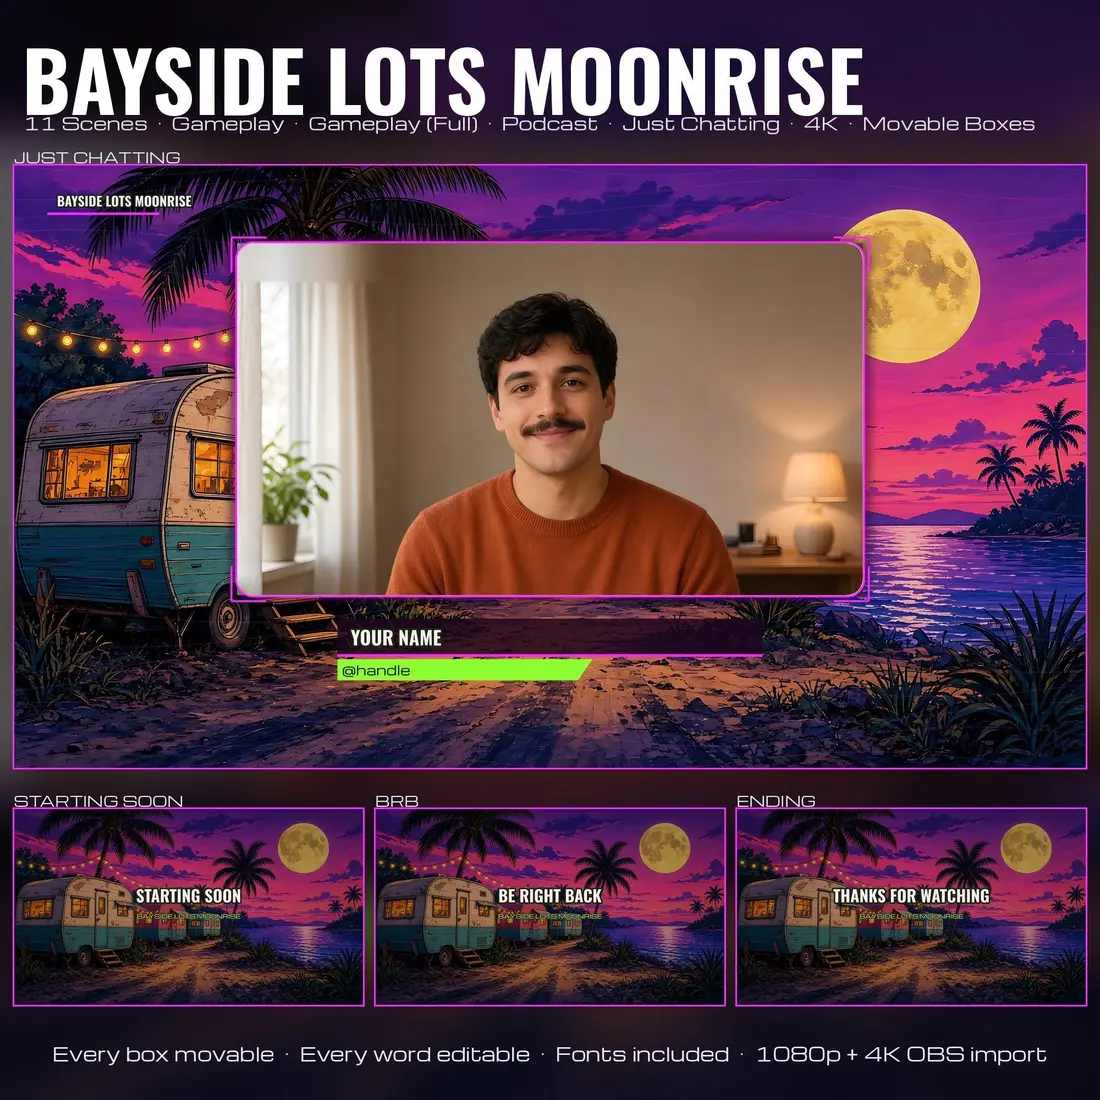 BAYSIDE LOTS MOONRISE
11 Scenes · Gameplay · Gameplay (Full) · Podcast · Just Chatting · 4K · Movable Boxes
JUST CHATTING
BAYSIDE LOTS MOONRISE
YOUR NAME
@handle
STARTING SOON
BRB
ENDING
STARTING SOON
BAYSIDE LOTS MOONRISE
BE RIGHT BACK
BAYSIDE LOTS MOONRISE
THANKS FOR WATCHING
BAYSIDE LOTS MOONRISE
Every box movable · Every word editable · Fonts included · 1080p + 4K OBS import